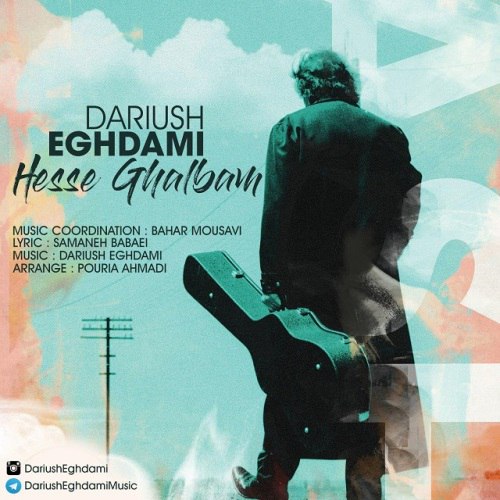 DARIUSH
EGHDAMI
Hesse Ghalbam
MUSIC COORDINATION : BAHAR MOUSAVI
LYRIC : SAMANEH BABAEI
MUSIC : DARIUSH EGHDAMI
ARRANGE : POURIA AHMADI
DariushEghdami
DariushEghdamiMusic